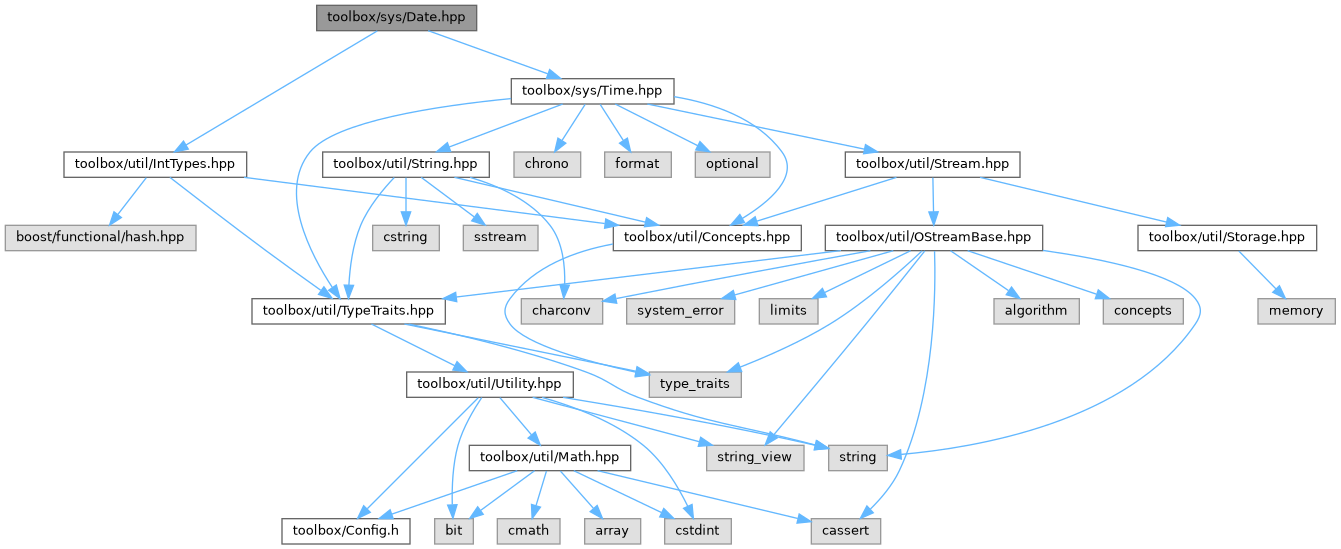 toolbox/sys/Date.hpp
toolbox/sys/Time.hpp
toolbox/util/IntTypes.hpp
toolbox/util/String.hpp
chrono
format
optional
toolbox/util/Stream.hpp
boost/functional/hash.hpp
cstring
sstream
toolbox/util/Concepts.hpp
toolbox/util/OStreamBase.hpp
toolbox/util/Storage.hpp
toolbox/util/TypeTraits.hpp
charconv
system_error
limits
algorithm
concepts
memory
toolbox/util/Utility.hpp
type_traits
toolbox/util/Math.hpp
string_view
string
toolbox/Config.h
bit
cmath
array
cstdint
cassert